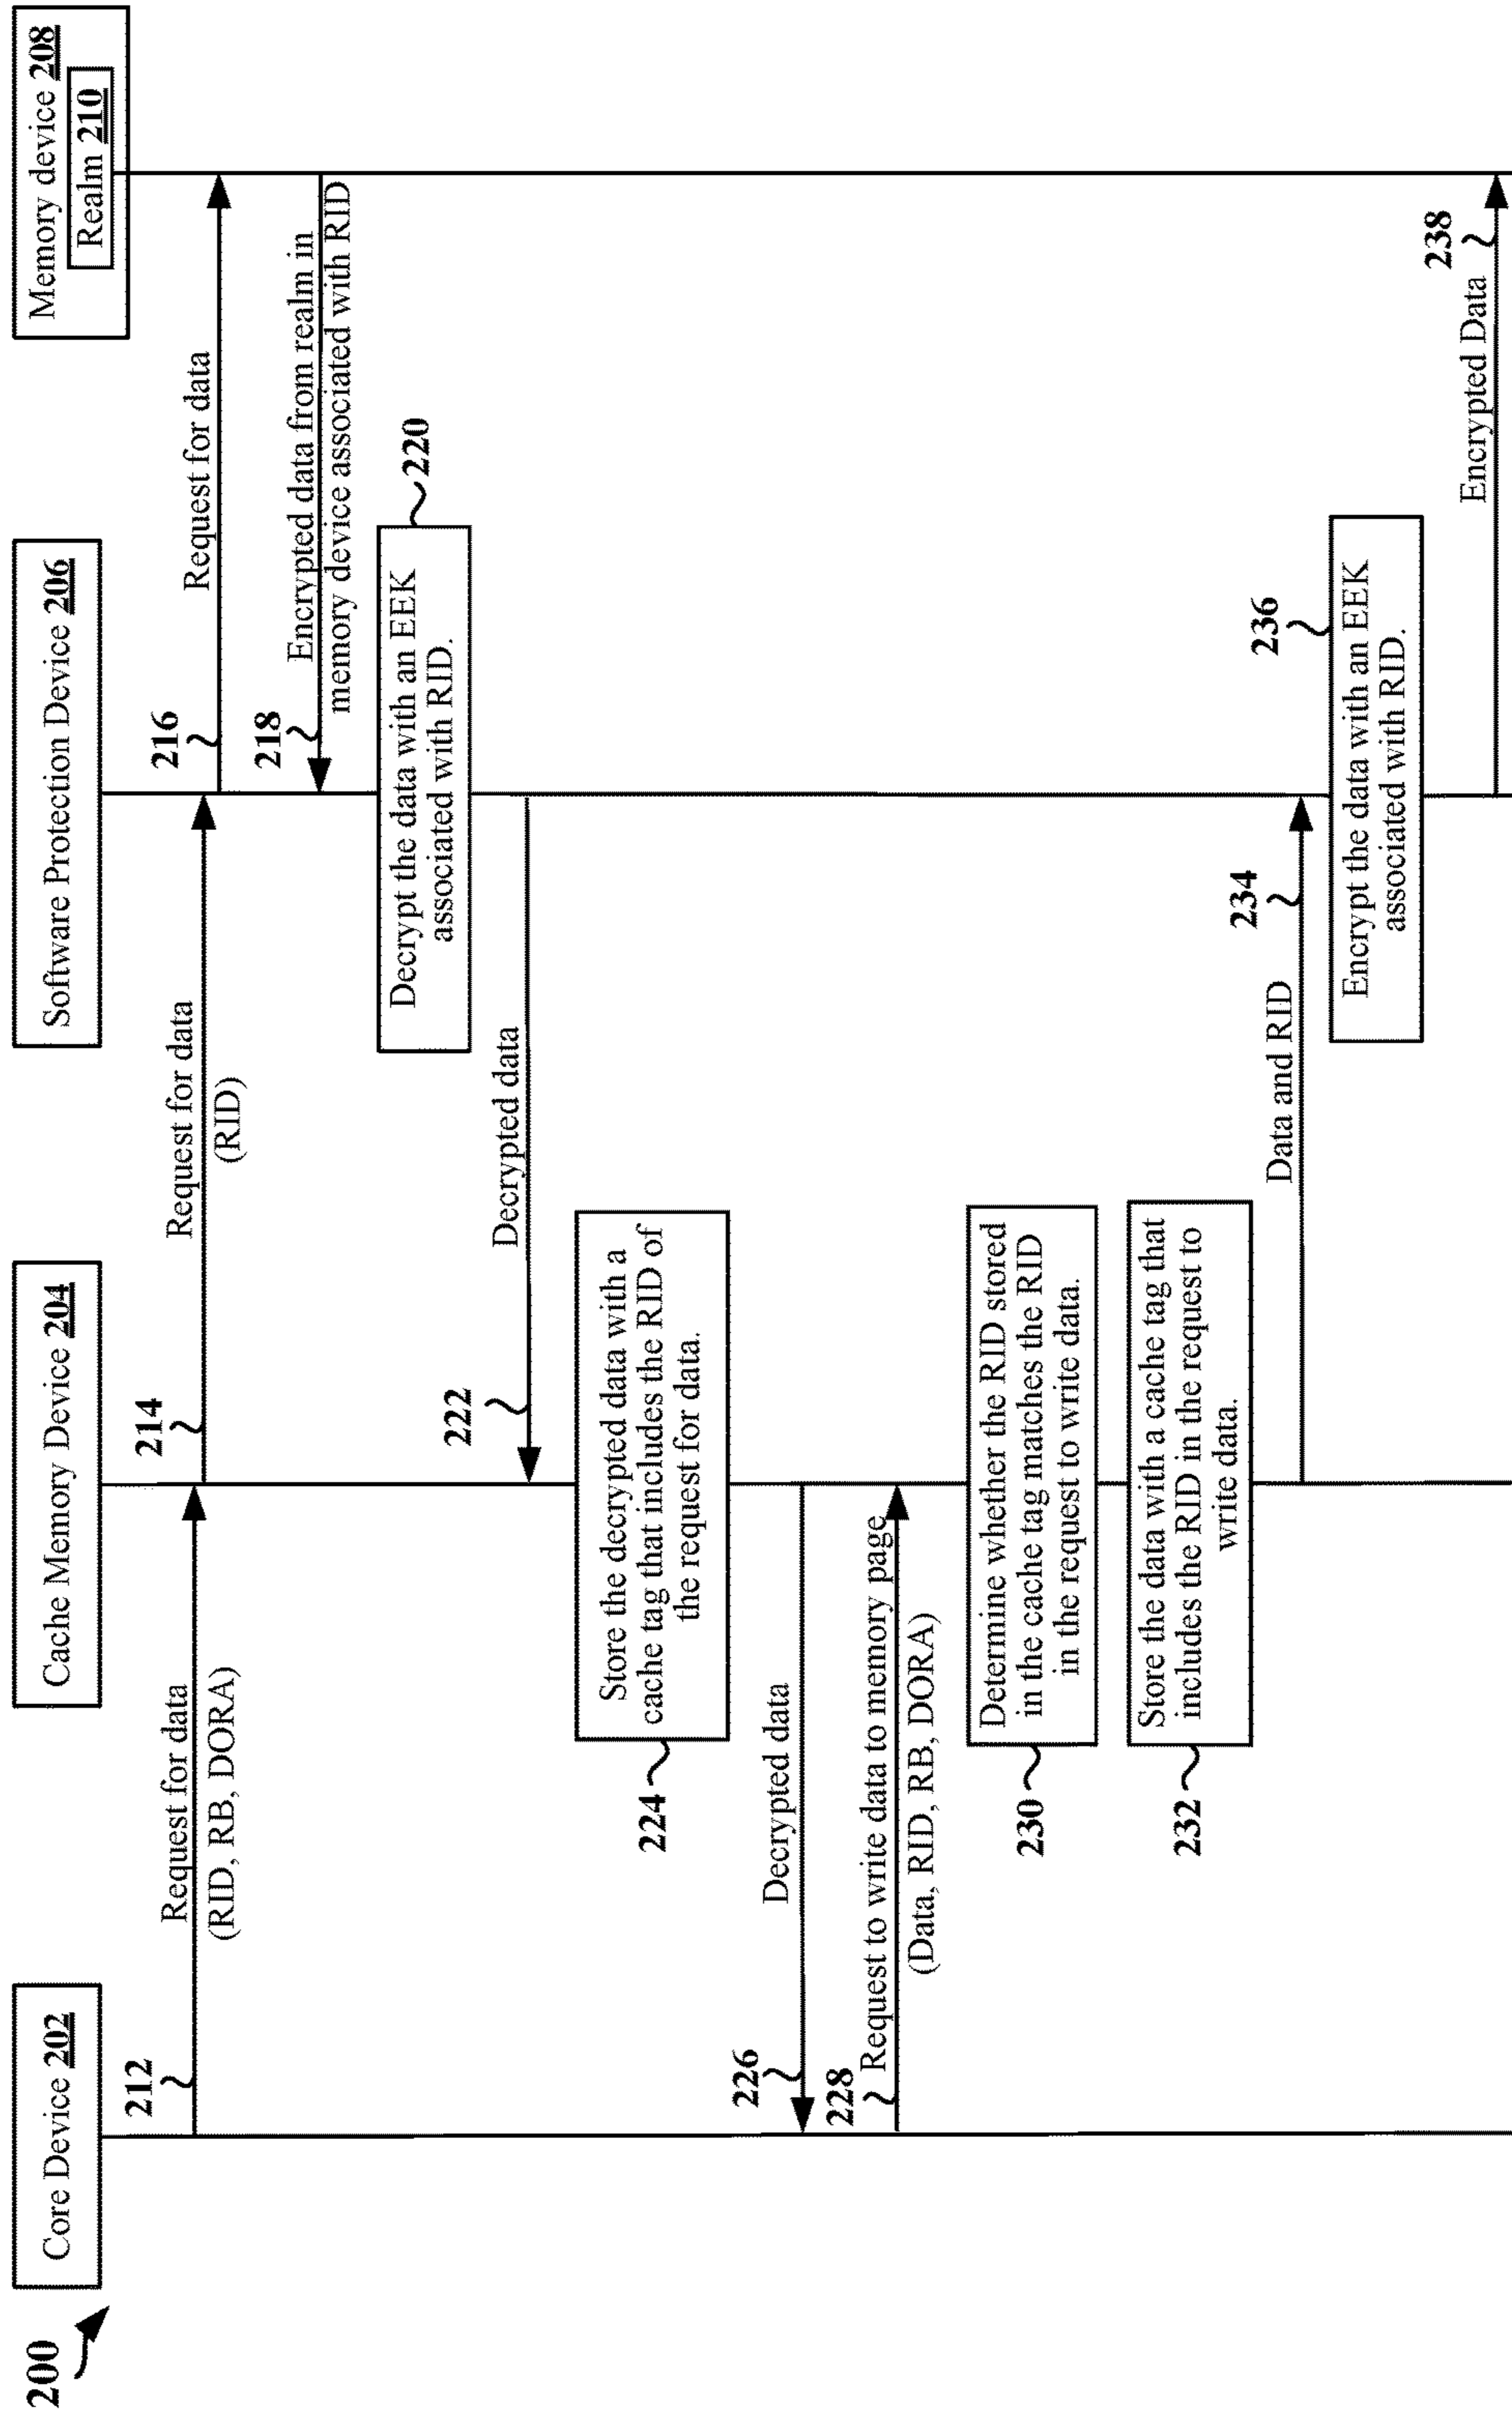 200
Core Device 202
Cache Memory Device 204
Software Protection Device 206
Memory device 208
Realm 210
212
Request for data
(RID, RB, DORA)
214
Request for data
(RID)
216
Request for data
218
Encrypted data from realm in
memory device associated with RID
Decrypt the data with an EEK
associated with RID.
220
222
Decrypted data
Store the decrypted data with a
cache tag that includes the RID of
the request for data.
224
226
Decrypted data
228
Request to write data to memory page
(Data, RID, RB, DORA)
Determine whether the RID stored
in the cache tag matches the RID
in the request to write data.
230
Store the data with a cache tag that
includes the RID in the request to
write data.
232
Data and RID
234
236
Encrypt the data with an EEK
associated with RID.
Encrypted Data
238